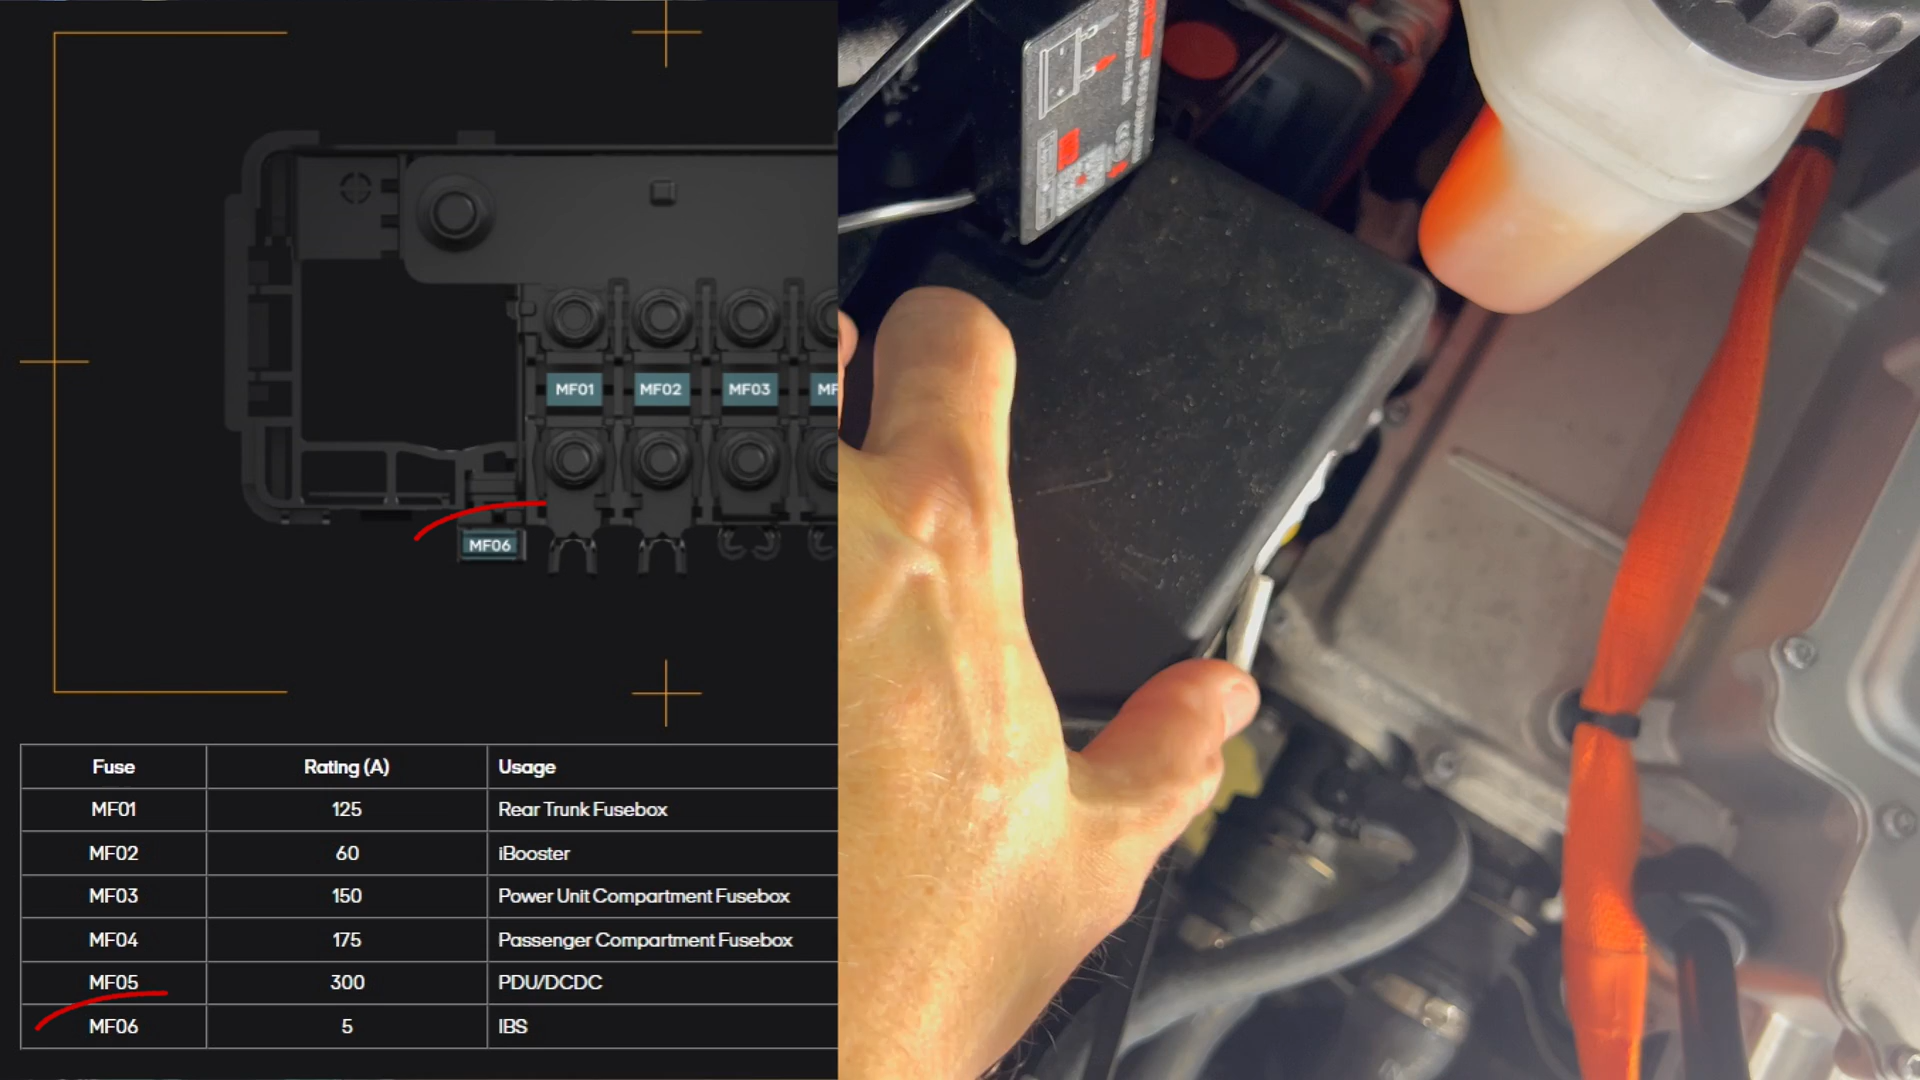 MF01 MF02 MF03 MF
MF06
Fuse Rating (A) Usage
MF01 125 Rear Trunk Fusebox
MF02 60 iBooster
MF03 150 Power Unit Compartment Fusebox
MF04 175 Passenger Compartment Fusebox
MF05 300 PDU/DCDC
MF06 5 IBS